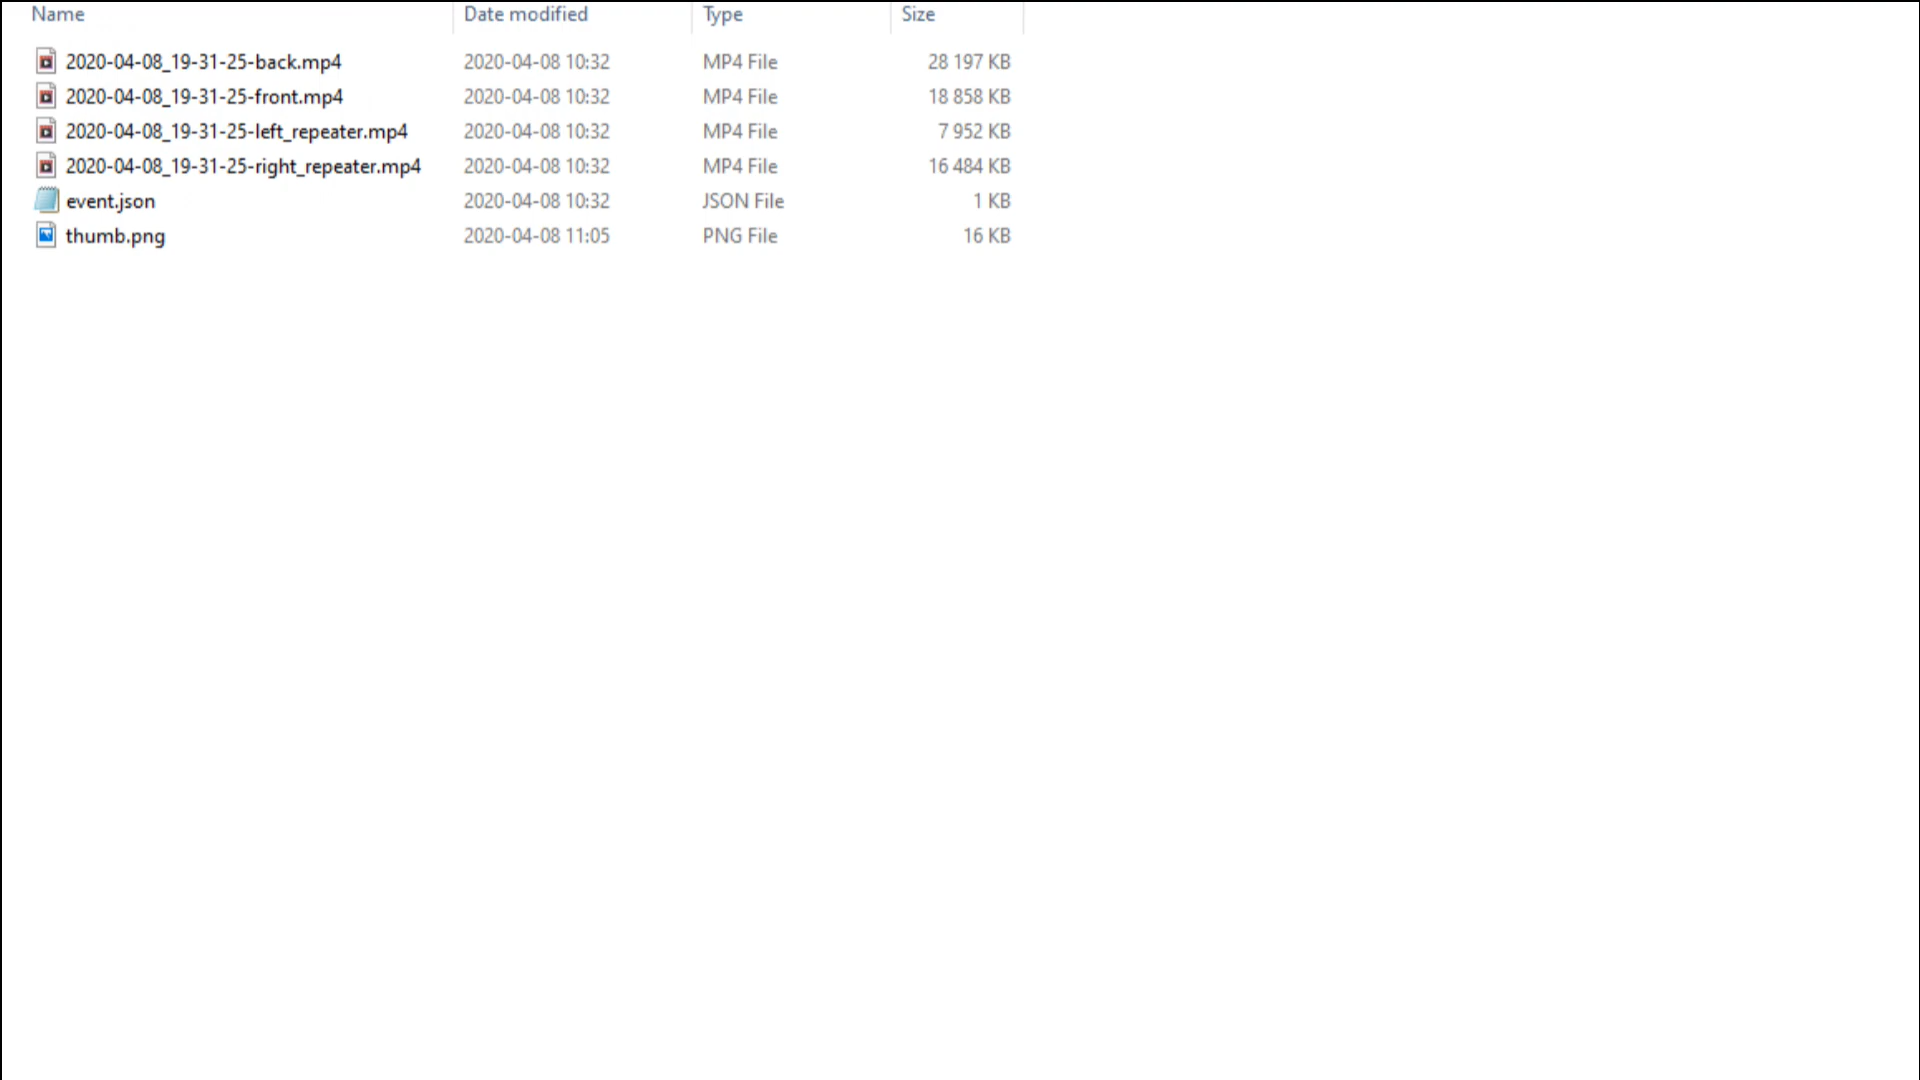 Name Date modified Type Size
2020-04-08_19-31-25-back.mp4 2020-04-08 10:32 MP4 File 28 197 KB
2020-04-08_19-31-25-front.mp4 2020-04-08 10:32 MP4 File 18 858 KB
2020-04-08_19-31-25-left_repeater.mp4 2020-04-08 10:32 MP4 File 7 952 KB
2020-04-08_19-31-25-right_repeater.mp4 2020-04-08 10:32 MP4 File 16 484 KB
event.json 2020-04-08 10:32 JSON File 1 KB
thumb.png 2020-04-08 11:05 PNG File 16 KB